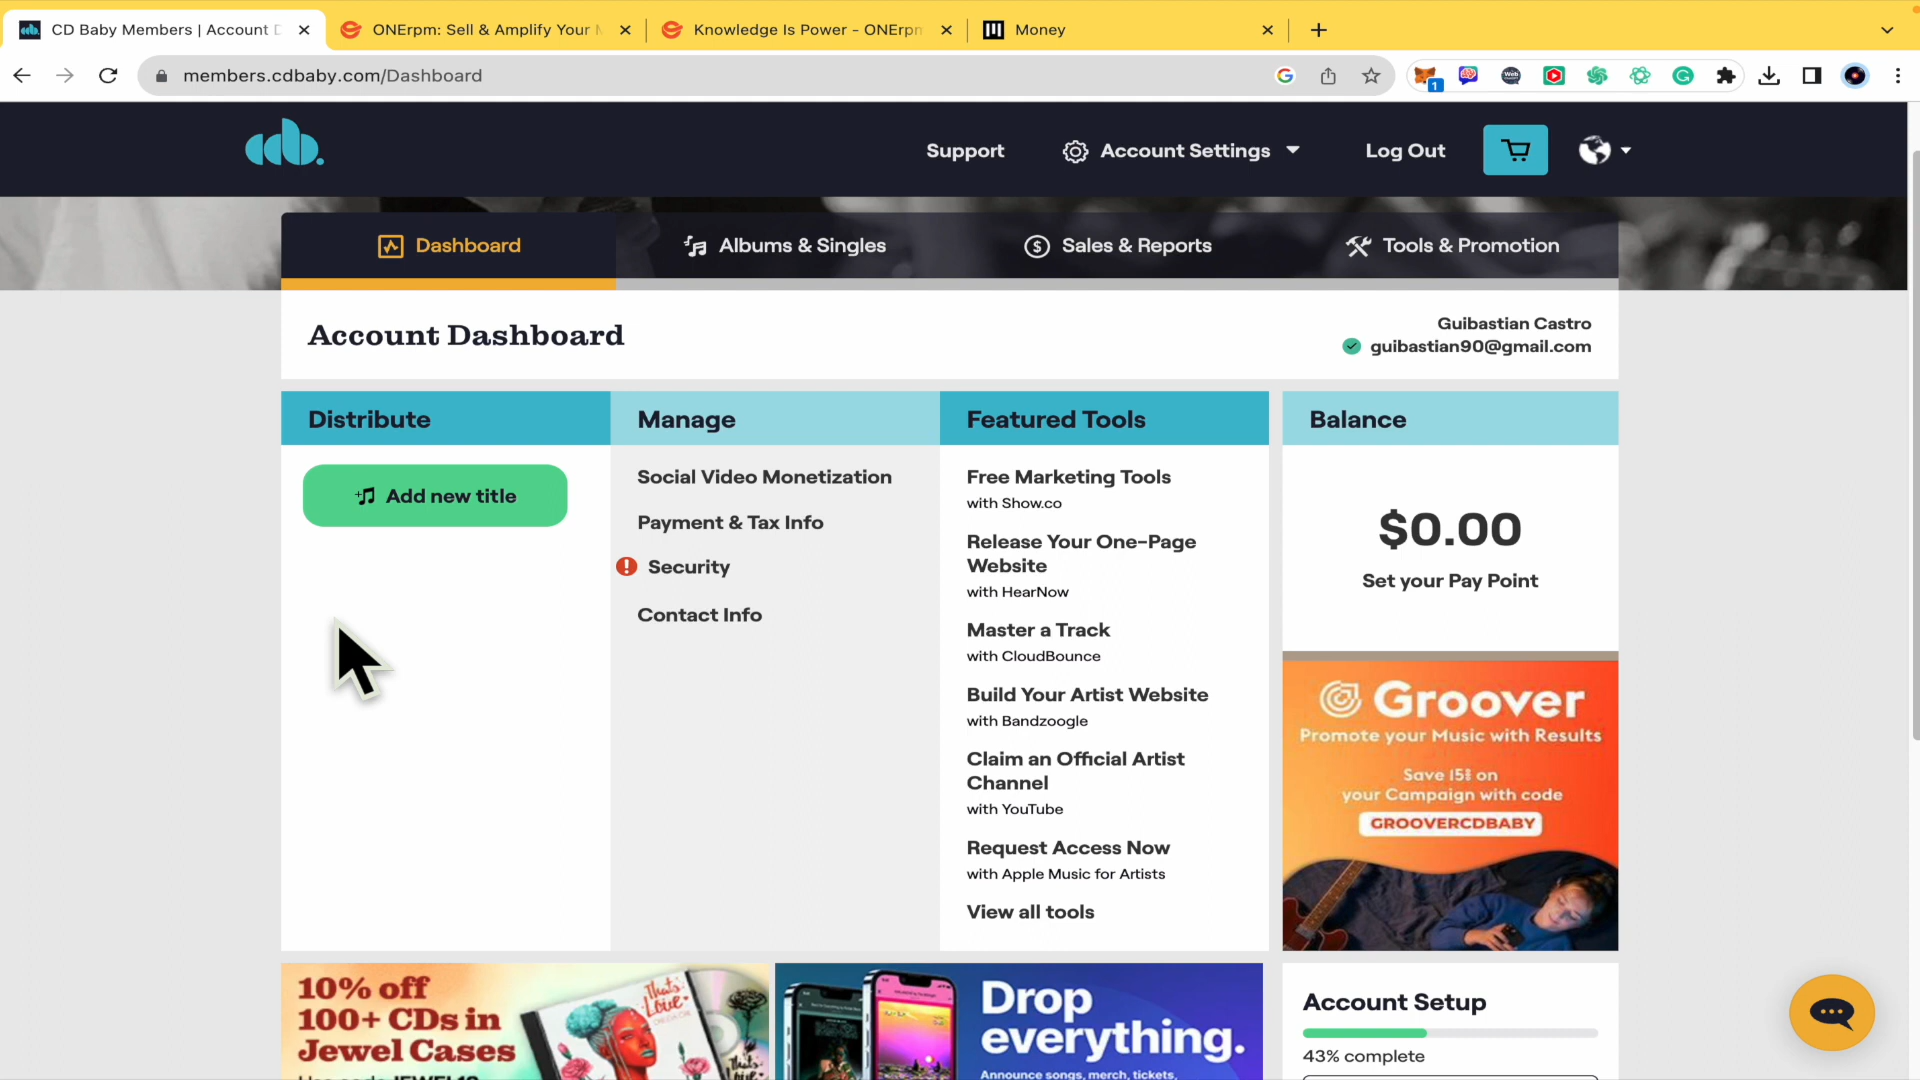 CD Baby Members | Account D
ONErpm: Sell & Amplify Your M
Knowledge Is Power - ONErpm
Money
members.cdbaby.com/Dashboard
1
Support
Account Settings
Log Out
Dashboard
Albums & Singles
Sales & Reports
Tools & Promotion
Account Dashboard
Guibastian Castro
guibastian90@gmail.com
Distribute
Manage
Featured Tools
Balance
Add new title
Social Video Monetization
Payment & Tax Info
Security
Contact Info
Free Marketing Tools
with Show.co
Release Your One-Page
Website
with HearNow
Master a Track
with CloudBounce
Build Your Artist Website
with Bandzoogle
Claim an Official Artist
Channel
with YouTube
Request Access Now
with Apple Music for Artists
View all tools
$0.00
Set your Pay Point
Groover
Promote your Music with Results
Save 15% on
your Campaign with code
GROOVERCDBABY
10% off
100+ CDs in
Jewel Cases
That's
Love
Drop
everything.
Announce songs, merch, tickets,
Account Setup
43% complete